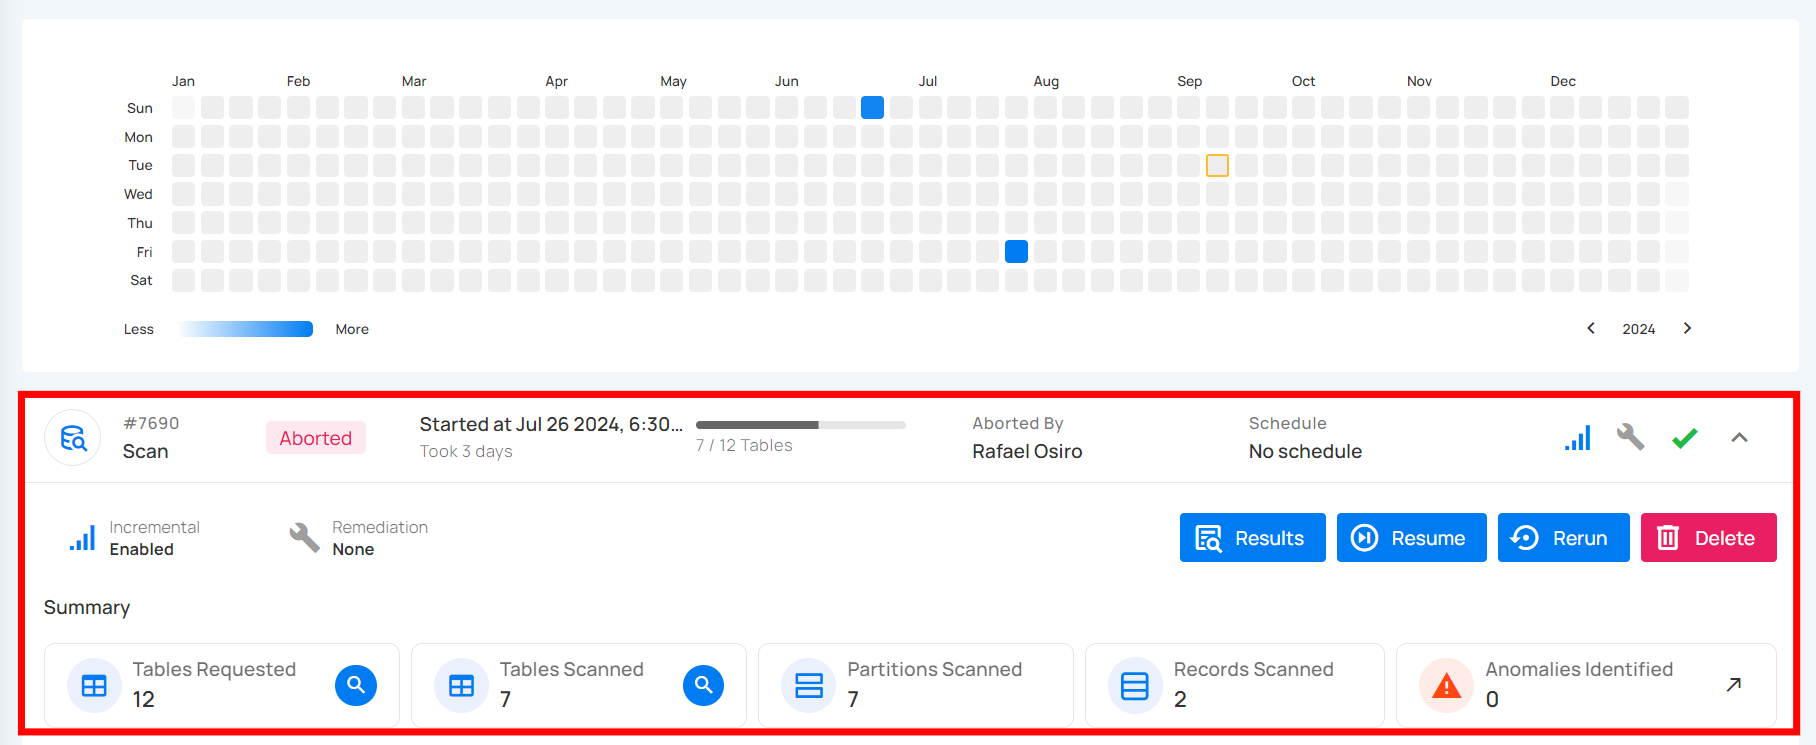 Jan Feb Mar Apr May Jun Jul Aug Sep Oct Nov Dec
Sun
Mon
Tue
Wed
Thu
Fri
Sat
Less More 2024
#7690
Scan
Aborted
Started at Jul 26 2024, 6:30...
Took 3 days
7 / 12 Tables
Aborted By
Rafael Osiro
Schedule
No schedule
Incremental
Enabled
Remediation
None
Results
Resume
Rerun
Delete
Summary
Tables Requested
12
Tables Scanned
7
Partitions Scanned
7
Records Scanned
2
Anomalies Identified
0